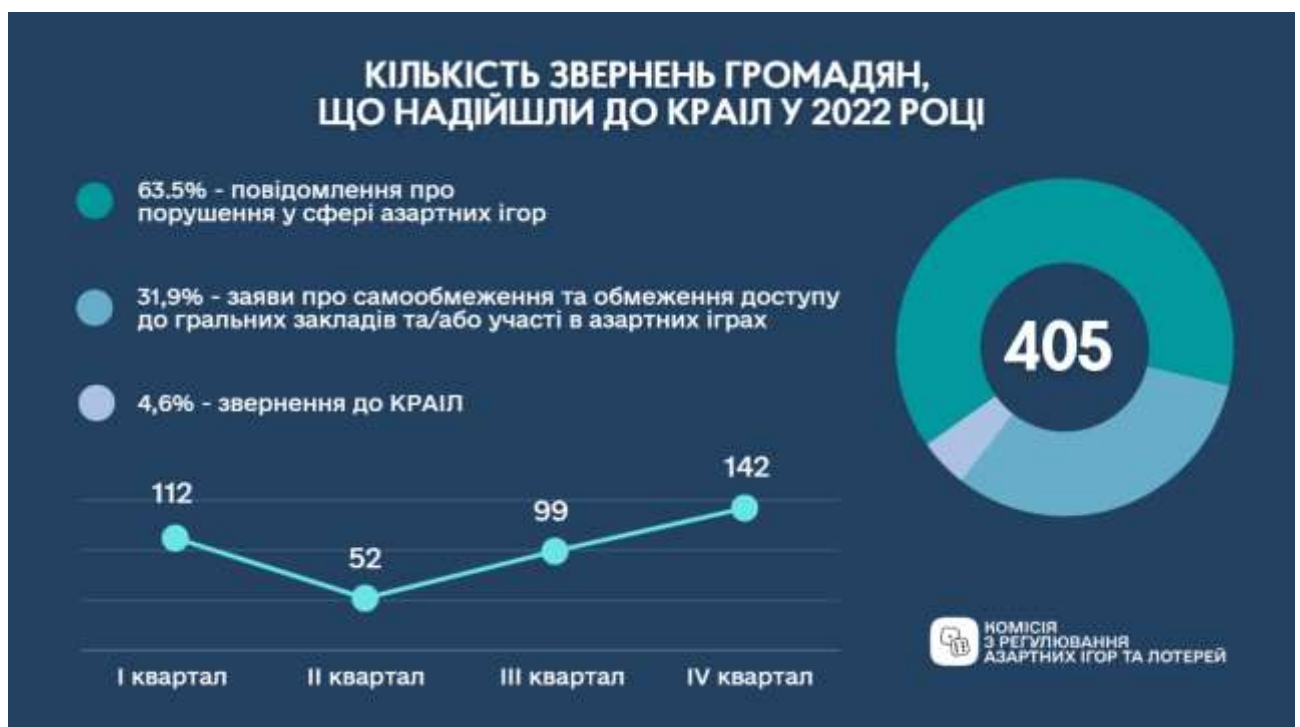 КІЛЬКІСТЬ ЗВЕРНЕНЬ ГРОМАДЯН,
ЩО НАДІЙШЛИ ДО КРАІЛ У 2022 РОЦІ
63.5% - повідомлення про
порушення у сфері азартних ігор
31,9% - заяви про самообмеження та обмеження доступу
до гральних закладів та/або участі в азартних іграх
4,6% - звернення до КРАІЛ
405
112
52
99
142
І квартал
ІІ квартал
ІІІ квартал
IV квартал
КОМІСІЯ
З РЕГУЛЮВАННЯ
АЗАРТНИХ ІГОР ТА ЛОТЕРЕЙ